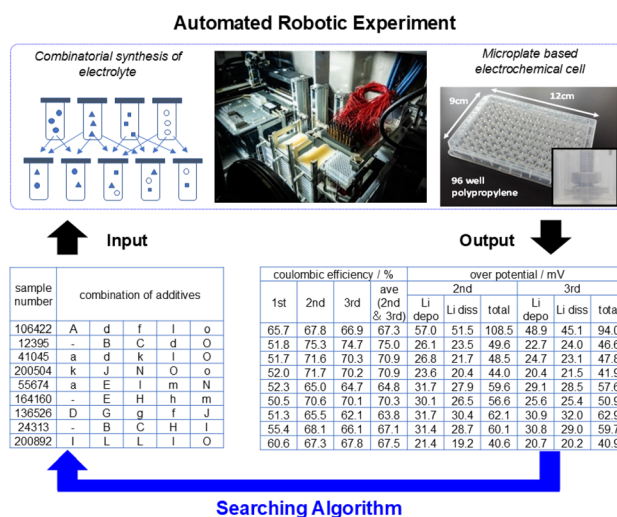 Automated Robotic Experiment
Combinatorial synthesis of
electrolyte
Microplate based
electrochemical cell
9cm
12cm
96 well
polypropylene
Input
Output
sample
number
combination of additives
106422 A d f I o
12395 - B C d O
41045 a d k I O
200504 k J N O o
55674 a E I m N
164160 - E H h m
136526 D G g f J
24313 - B C H I
200892 I L L I O
coulombic efficiency / % over potential / mV
1st 2nd 3rd ave (2nd & 3rd) 2nd 3rd
Li depo Li diss total Li depo Li diss total
65.7 67.8 66.9 67.3 57.0 51.5 108.5 48.9 45.1 94.0
51.8 75.3 74.7 75.0 26.1 23.5 49.6 22.7 24.0 46.6
51.7 71.6 70.3 70.9 26.8 21.7 48.5 24.7 23.1 47.8
52.0 71.7 70.2 70.9 23.6 20.4 44.0 20.4 21.5 41.9
52.3 65.0 64.7 64.8 31.7 27.9 59.6 29.1 28.5 57.6
50.5 70.6 70.1 70.3 30.1 26.5 56.6 25.6 25.4 50.9
51.3 65.5 62.1 63.8 31.7 30.4 62.1 30.9 32.0 62.9
55.4 68.1 66.1 67.1 31.4 28.7 60.1 30.8 29.0 59.7
60.6 67.3 67.8 67.5 21.4 19.2 40.6 20.7 20.2 40.9
Searching Algorithm